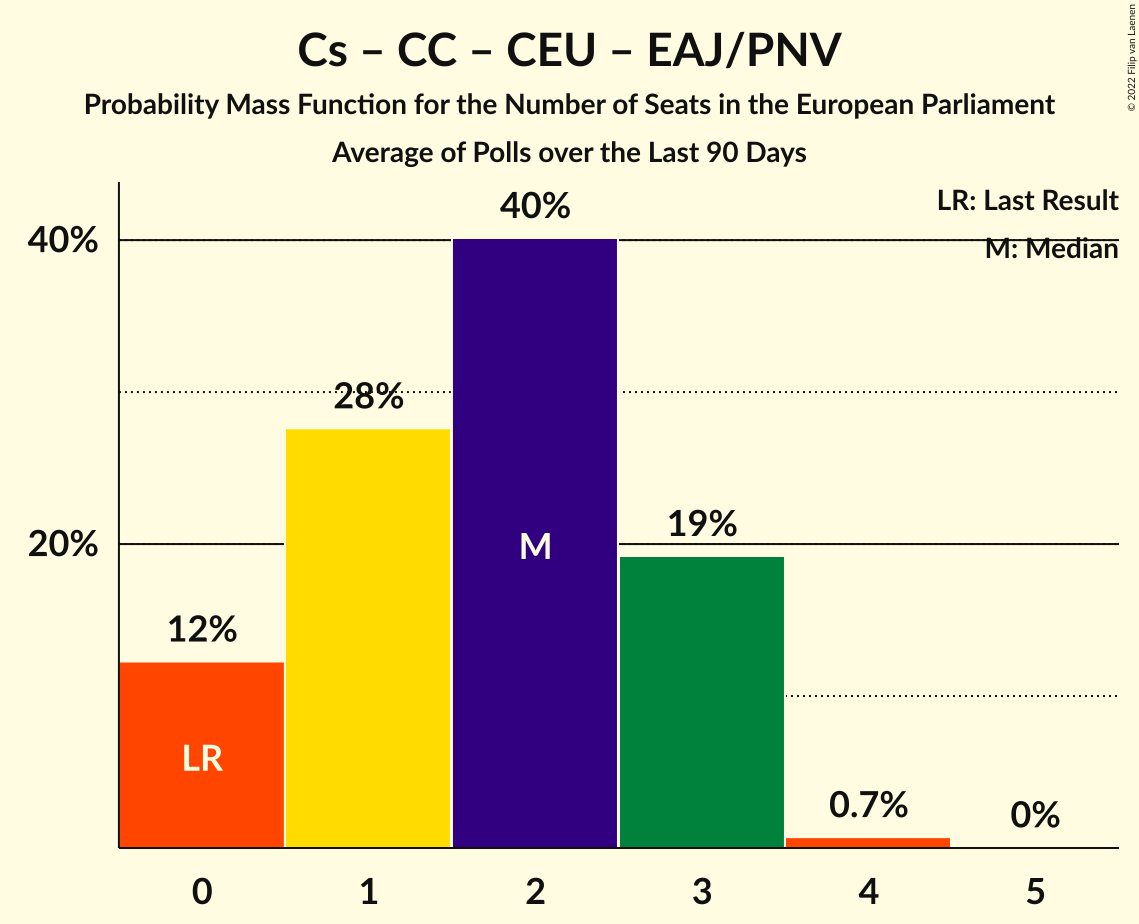 Cs – CC – CEU – EAJ/PNV
Probability Mass Function for the Number of Seats in the European Parliament
Average of Polls over the Last 90 Days
© 2022 Filip van Laenen
LR: Last Result
M: Median
40%
20%
12%
28%
40%
19%
0.7%
0%
LR
M
0 1 2 3 4 5